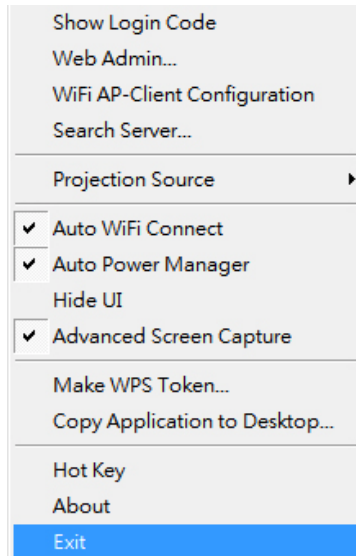 Show Login Code
Web Admin...
WiFi AP-Client Configuration
Search Server...
Projection Source
Auto WiFi Connect
Auto Power Manager
Hide UI
Advanced Screen Capture
Make WPS Token...
Copy Application to Desktop...
Hot Key
About
Exit